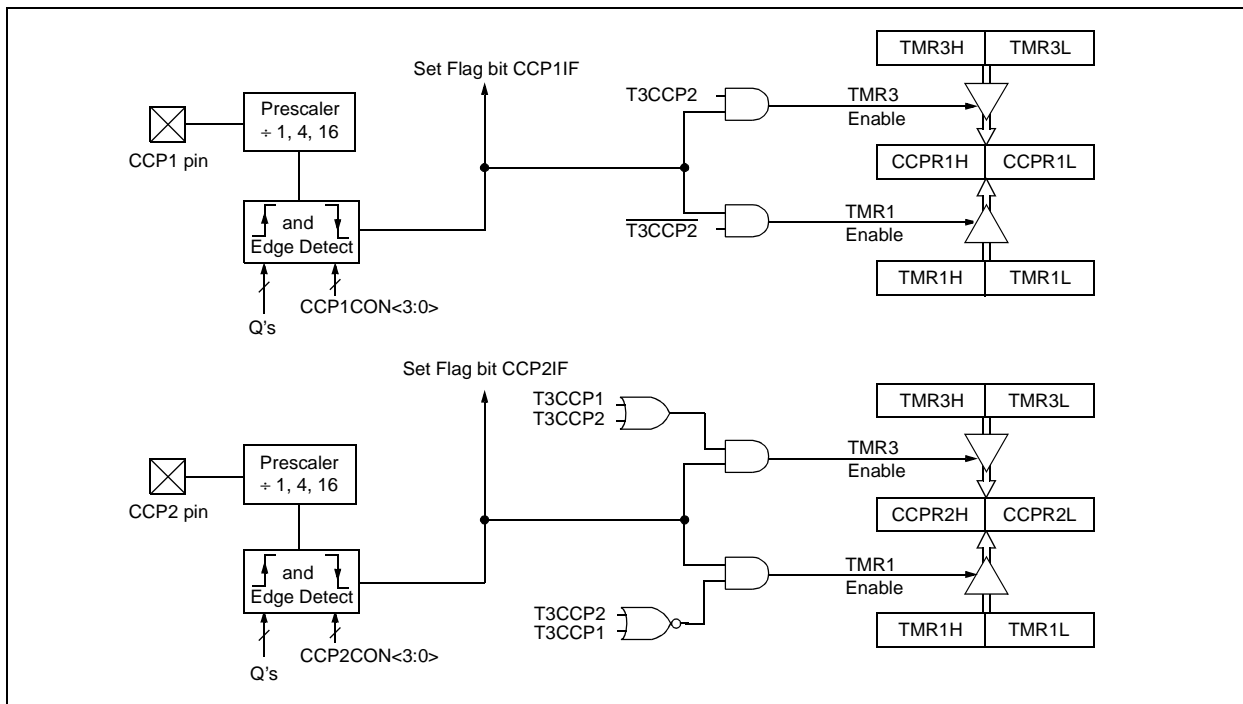 TMR3H TMR3L
Set Flag bit CCP1IF
T3CCP2
TMR3
Enable
Prescaler
÷ 1, 4, 16
CCP1 pin
CCPR1H CCPR1L
and
Edge Detect
T3CCP2
TMR1
Enable
TMR1H TMR1L
CCP1CON<3:0>
Q's
Set Flag bit CCP2IF
TMR3H TMR3L
T3CCP1
T3CCP2
TMR3
Enable
Prescaler
÷ 1, 4, 16
CCP2 pin
CCPR2H CCPR2L
and
Edge Detect
TMR1
Enable
T3CCP2
T3CCP1
TMR1H TMR1L
CCP2CON<3:0>
Q's